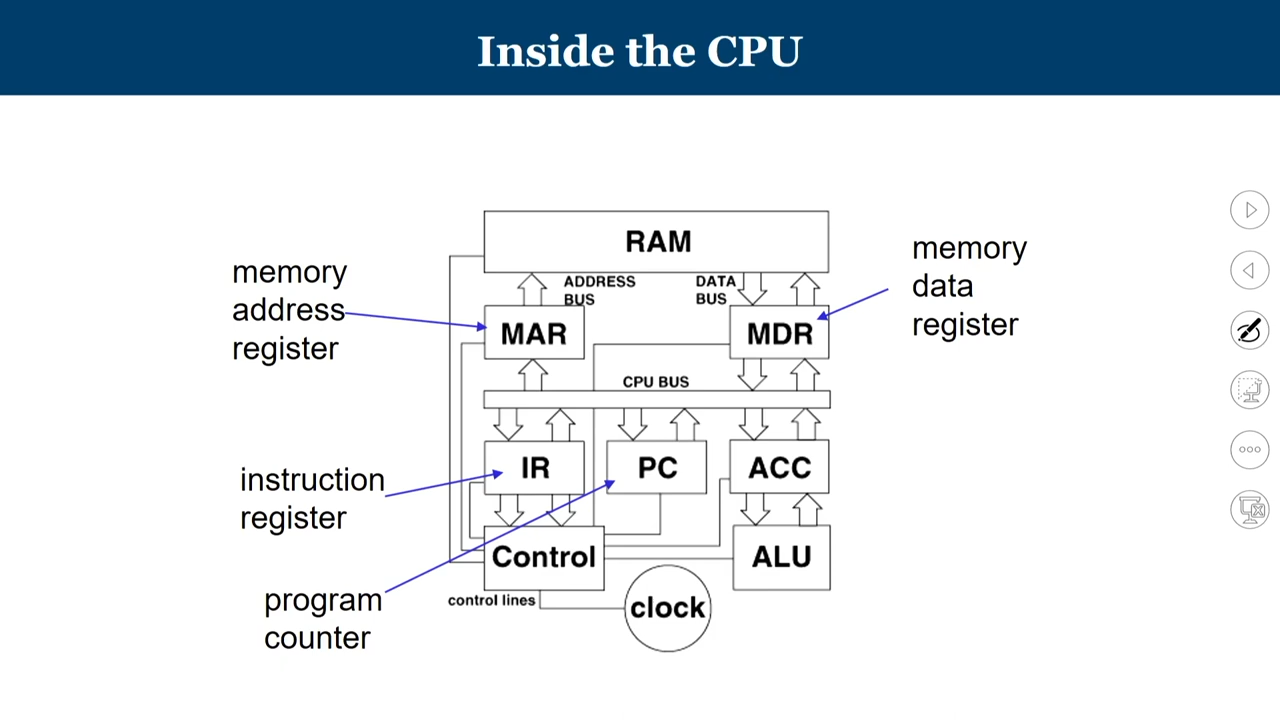 Inside the CPU
RAM
memory
address
register
ADDRESS
BUS
DATA
BUS
memory
data
register
MAR
MDR
CPU BUS
instruction
register
IR
PC
ACC
Control
ALU
program
counter
control lines
clock